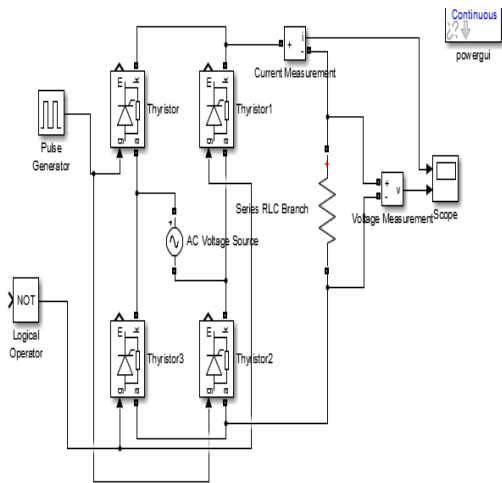 Continuous
powergui
i
+
-
Current Measurement
m
k
g
a
Thyristor
m
k
g
a
Thyristor1
Pulse
Generator
+
AC Voltage Source
Series RLC Branch
+
+
-
v
Voltage Measurement
Scope
NOT
Logical
Operator
m
k
g
a
Thyristor3
m
k
g
a
Thyristor2